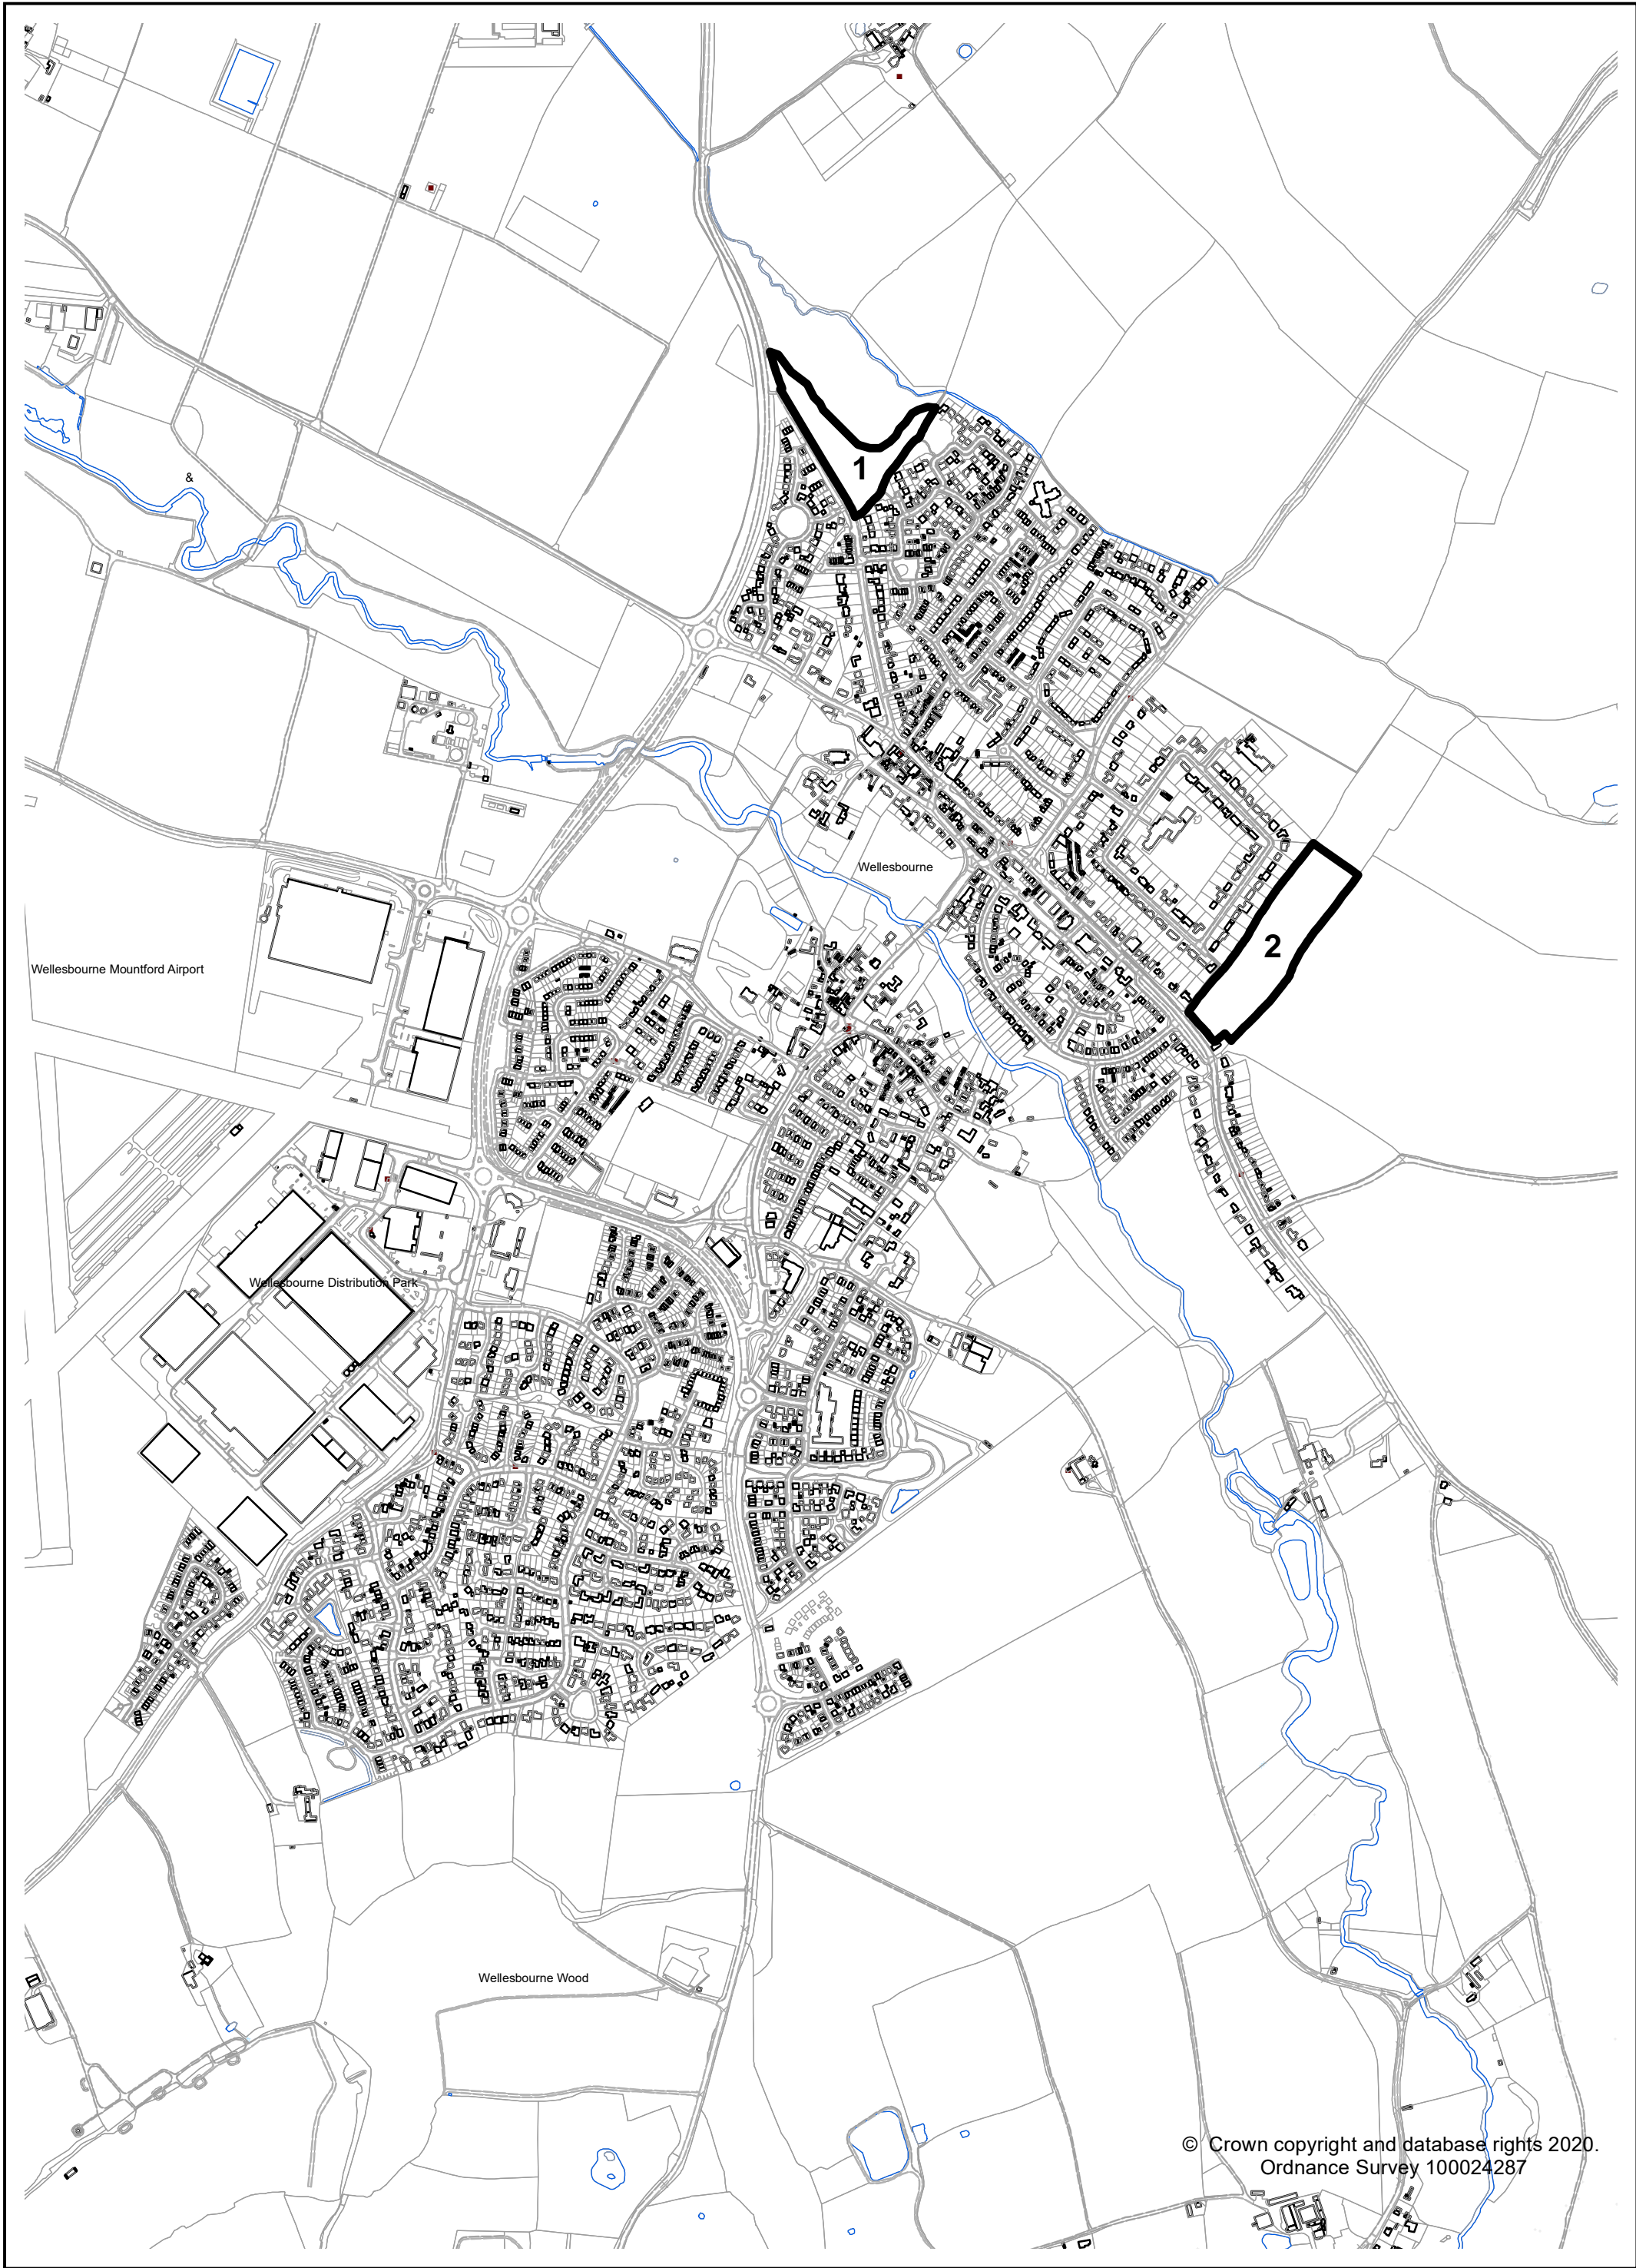 &
1
Wellesbourne
2
Wellesbourne Mountford Airport
Wellesbourne Distribution Park
Wellesbourne Wood
© Crown copyright and database rights 2020.
Ordnance Survey 100024287